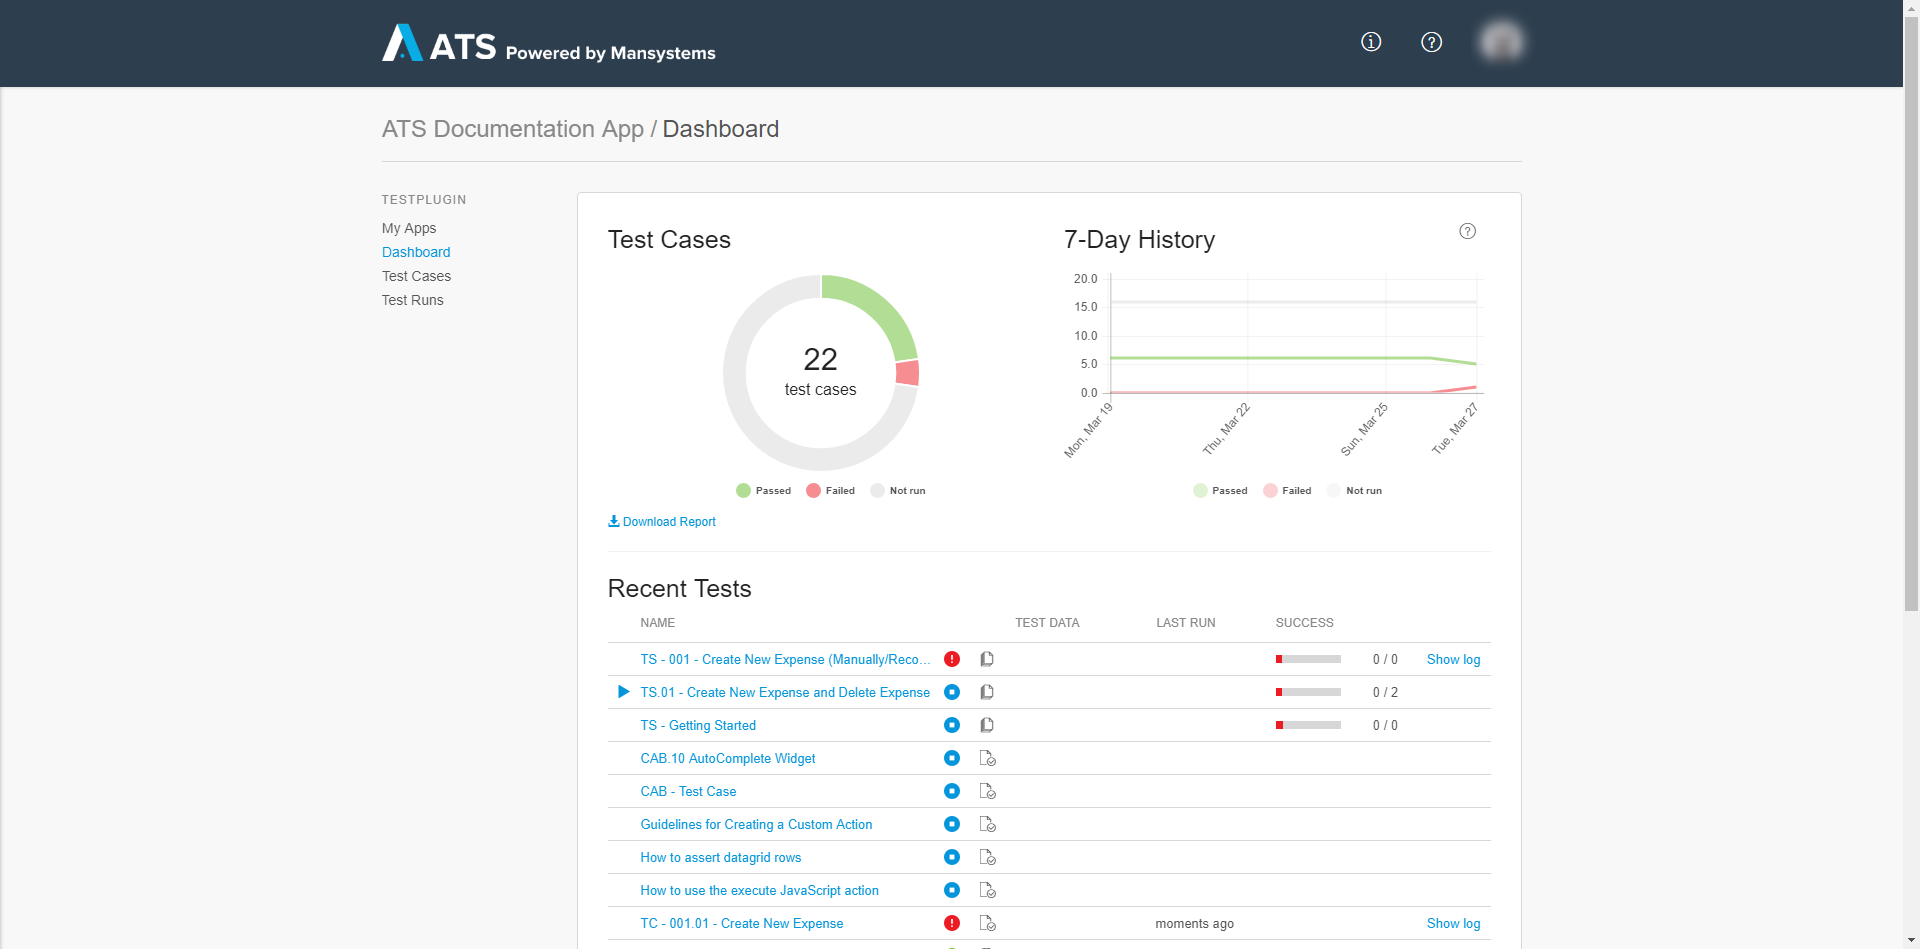 ATS Powered by Mansystems
ATS Documentation App / Dashboard
TESTPLUGIN
My Apps
Dashboard
Test Cases
Test Runs
Test Cases
22
test cases
Passed Failed Not run
Download Report
7-Day History
20.0
15.0
10.0
5.0
0.0
Mon, Mar 19
Thu, Mar 22
Sun, Mar 25
Tue, Mar 27
Passed Failed Not run
Recent Tests
NAME TEST DATA LAST RUN SUCCESS
TS - 001 - Create New Expense (Manually/Reco... 0 / 0 Show log
TS.01 - Create New Expense and Delete Expense 0 / 2
TS - Getting Started 0 / 0
CAB.10 AutoComplete Widget
CAB - Test Case
Guidelines for Creating a Custom Action
How to assert datagrid rows
How to use the execute JavaScript action
TC - 001.01 - Create New Expense moments ago Show log